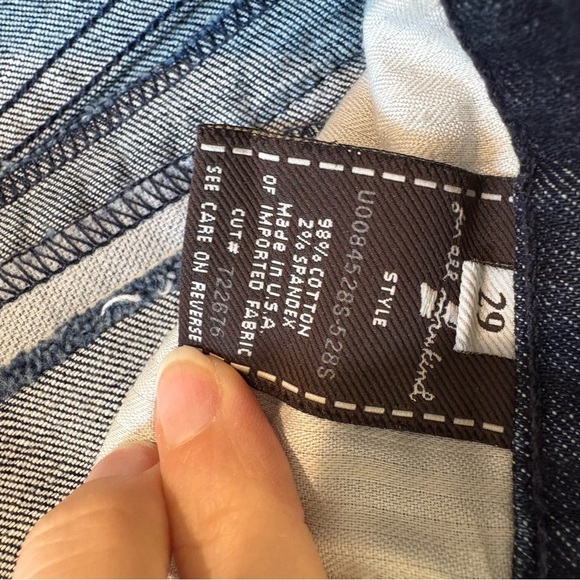 7
for all mankind
29
STYLE
U0084528S 528S
98% COTTON
2% SPANDEX
Made in U.S.A.
OF IMPORTED FABRIC
CUT# 722676
SEE CARE ON REVERSE